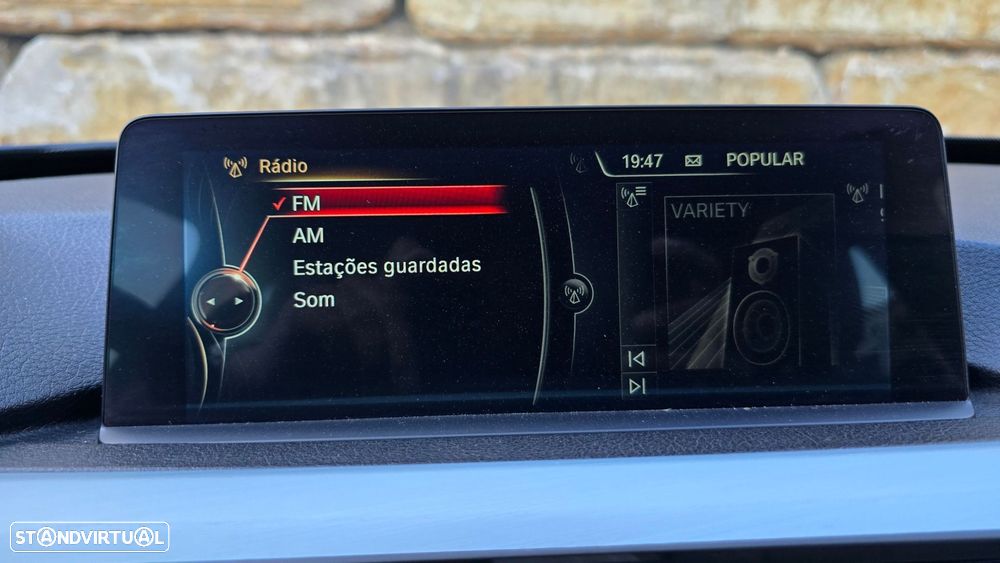 Rádio
19:47 POPULAR
FM
AM
Estações guardadas
Som
VARIETY
STANDVIRTUAL